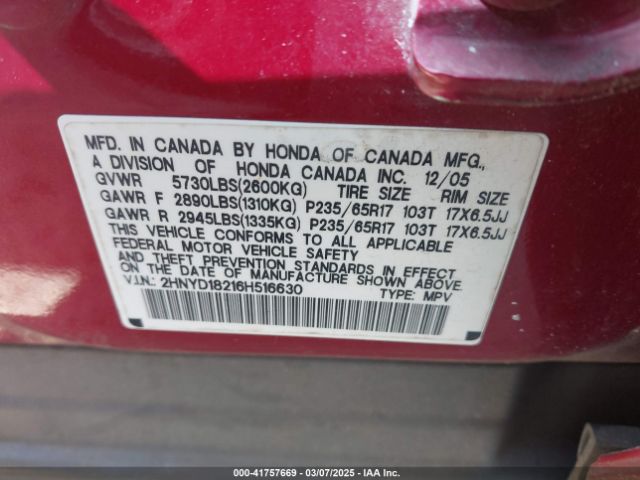 MFD. IN CANADA BY HONDA OF CANADA MFG.,
A DIVISION OF HONDA CANADA INC. 12/05
GVWR 5730LBS(2600KG) TIRE SIZE RIM SIZE
GAWR F 2890LBS(1310KG) P235/65R17 103T 17X6.5JJ
GAWR R 2945LBS(1335KG) P235/65R17 103T 17X6.5JJ
THIS VEHICLE CONFORMS TO ALL APPLICABLE
FEDERAL MOTOR VEHICLE SAFETY
AND THEFT PREVENTION STANDARDS IN EFFECT
ON THE DATE OF MANUFACTURE SHOWN ABOVE.
V.I.N.: 2HNYD18216H516630 TYPE: MPV
000-41757669 — 03/07/2025 — IAA Inc.